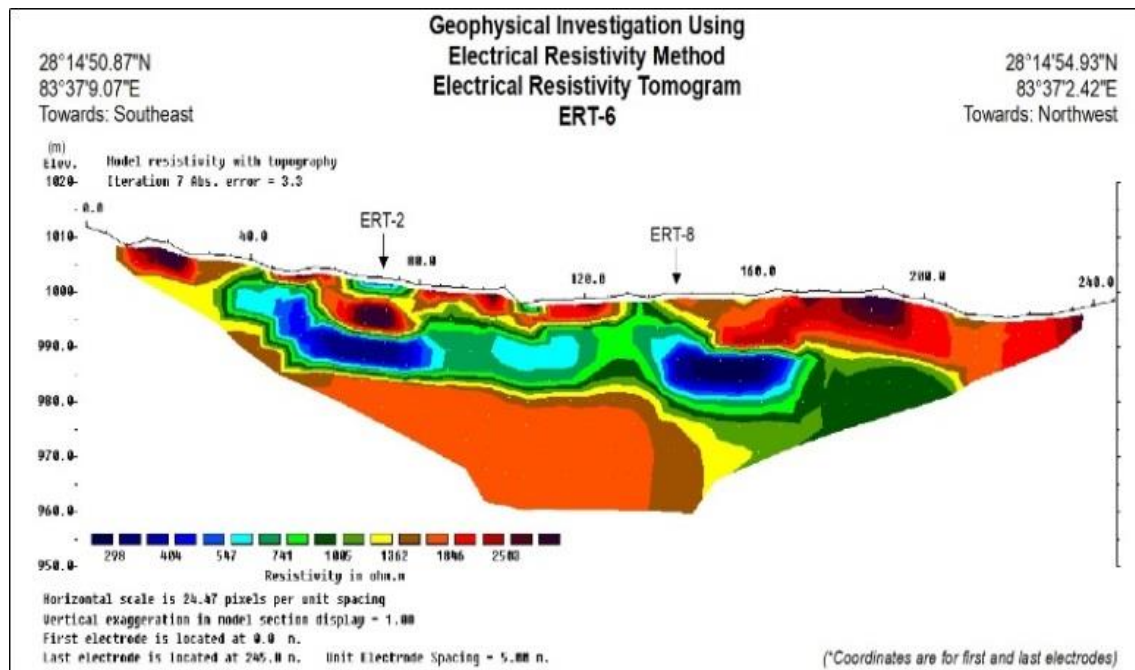 Geophysical Investigation Using
Electrical Resistivity Method
Electrical Resistivity Tomogram
ERT-6
28°14'50.87"N
83°37'9.07"E
Towards: Southeast
28°14'54.93"N
83°37'2.42"E
Towards: Northwest
(m)
Elev. Model resistivity with topography
Iteration 7 Abs. error = 3.3
1020
0.0
ERT-2
ERT-8
1010
40.0
80.0
120.0
160.0
200.0
240.0
1000
990.0
980.0
970.0
960.0
950.0
298 404 547 741 1005 1362 1846 2503
Resistivity in ohm.m
Horizontal scale is 24.47 pixels per unit spacing
Vertical exaggeration in model section display = 1.00
First electrode is located at 0.0 m.
Last electrode is located at 245.0 m. Unit Electrode Spacing = 5.00 m.
(*Coordinates are for first and last electrodes)